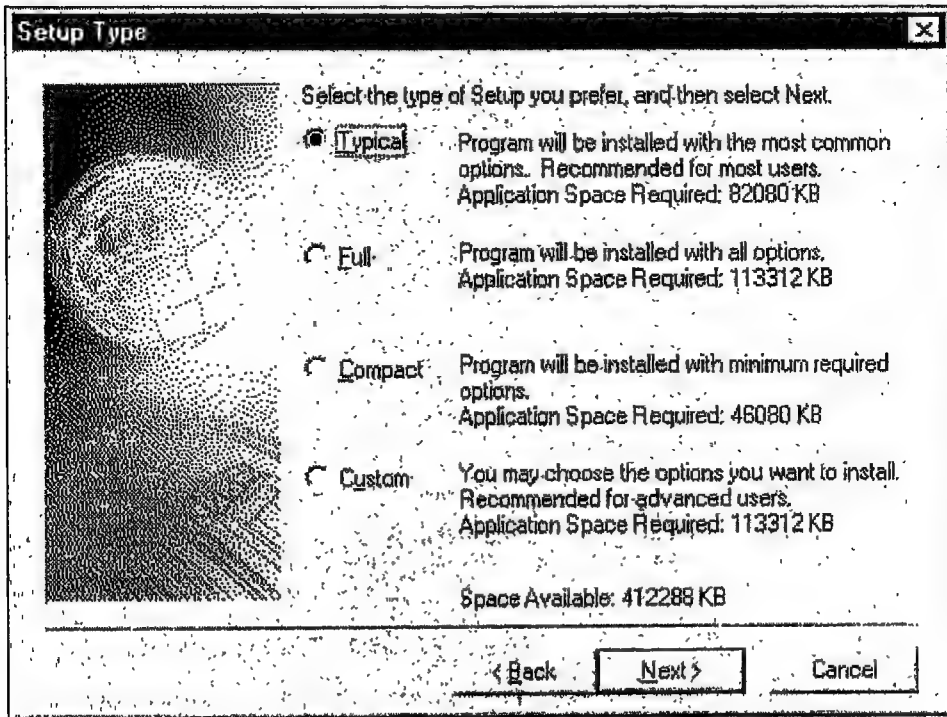 Setup Type
Select the type of Setup you prefer, and then select Next.
Typical
Program will be installed with the most common
options. Recommended for most users.
Application Space Required: 82080 KB
Full
Program will be installed with all options.
Application Space Required: 113312 KB
Compact
Program will be installed with minimum required
options.
Application Space Required: 46080 KB
Custom
You may choose the options you want to install.
Recommended for advanced users.
Application Space Required: 113312 KB
Space Available: 412288 KB
< Back
Next >
Cancel